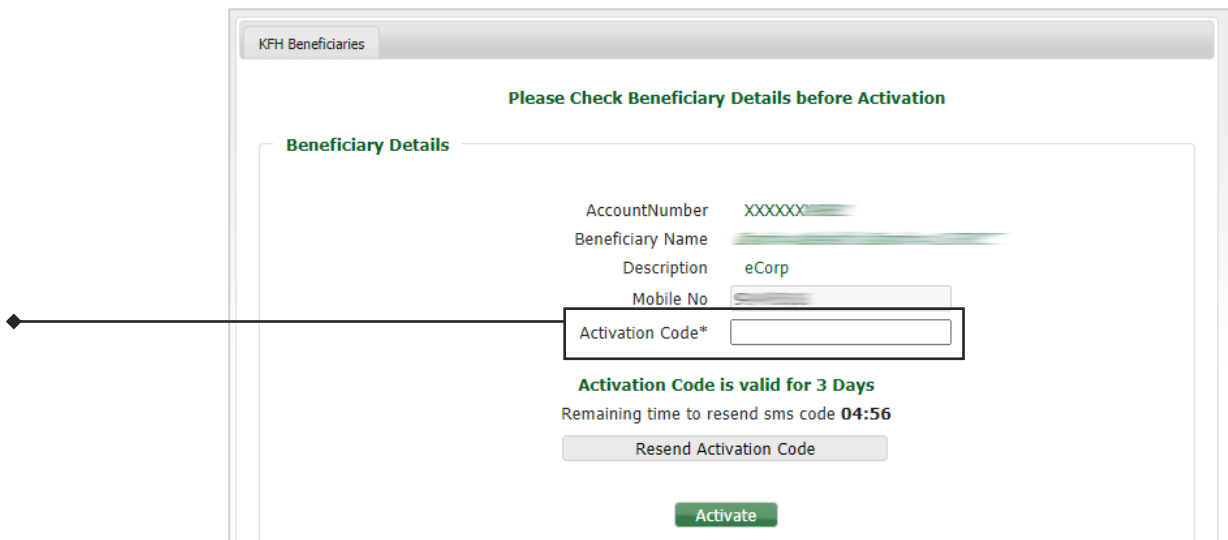 KFH Beneficiaries
Please Check Beneficiary Details before Activation
Beneficiary Details
AccountNumber XXXXXX
Beneficiary Name
Description eCorp
Mobile No
Activation Code*
Activation Code is valid for 3 Days
Remaining time to resend sms code 04:56
Resend Activation Code
Activate